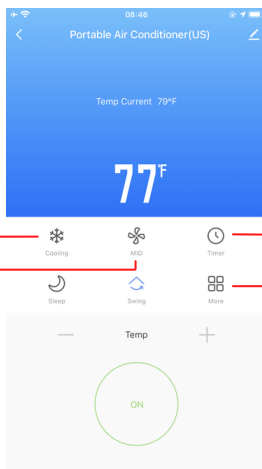 08:46
Portable Air Conditioner(US)
Temp Current 79°F
77°F
Cooling
MID
Timer
Sleep
Swing
More
Temp
ON